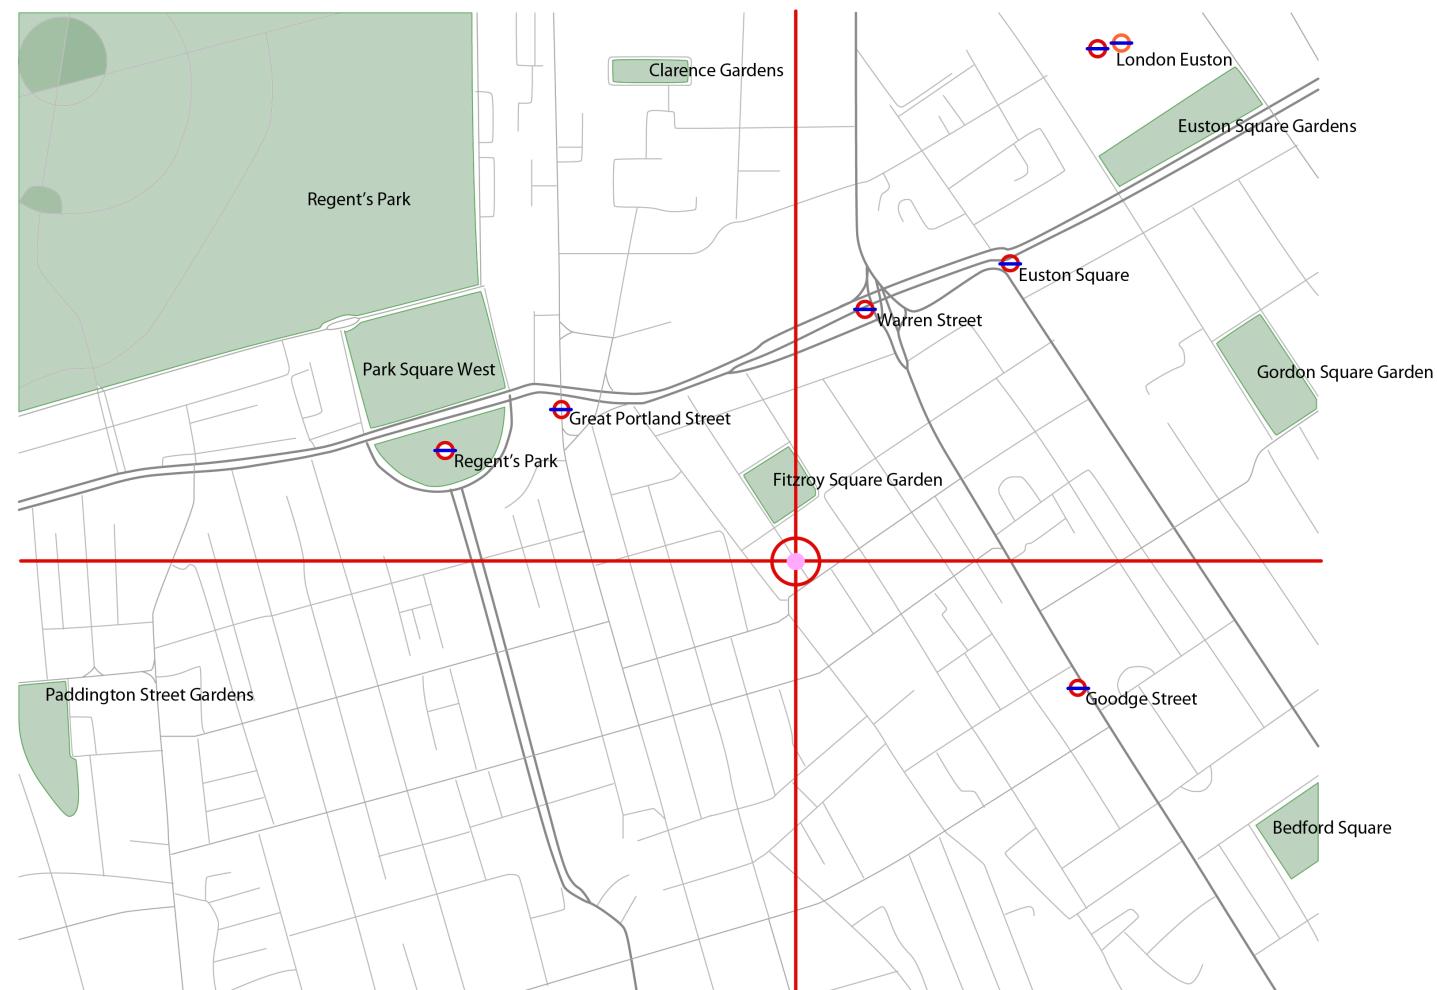 London Euston
Clarence Gardens
Euston Square Gardens
Regent's Park
Euston Square
Warren Street
Park Square West
Gordon Square Garden
Great Portland Street
Regent's Park
Fitzroy Square Garden
Paddington Street Gardens
Goodge Street
Bedford Square